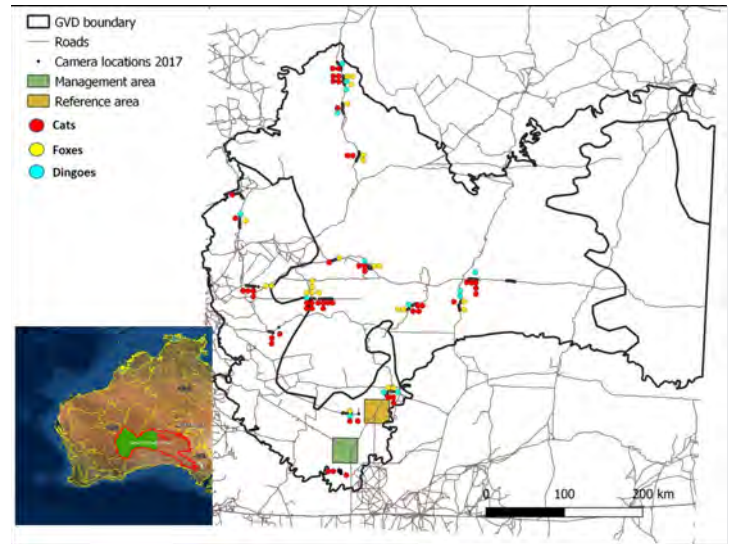 GVD boundary
Roads
Camera locations 2017
Management area
Reference area
Cats
Foxes
Dingoes
0 100 200 km